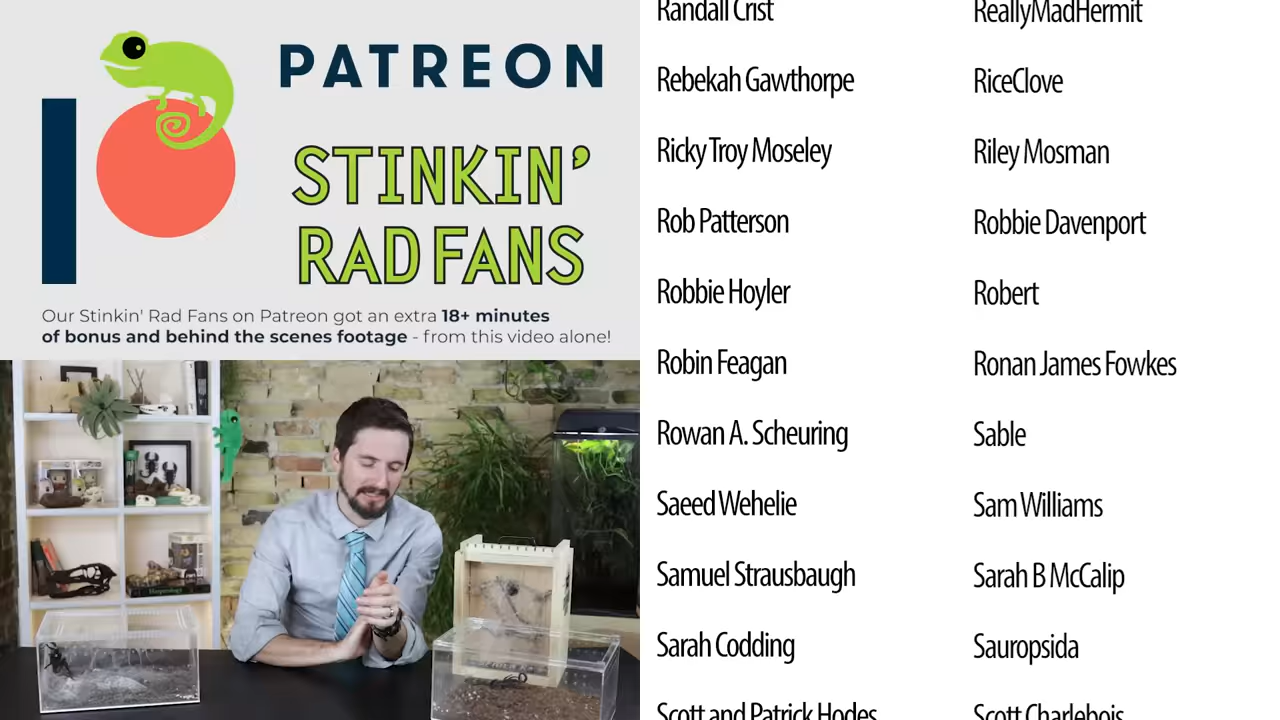 PATREON
STINKIN'
RAD FANS
Our Stinkin' Rad Fans on Patreon got an extra 18+ minutes
of bonus and behind the scenes footage - from this video alone!
Herpetology
Randall Crist
Rebekah Gawthorpe
Ricky Troy Moseley
Rob Patterson
Robbie Hoyler
Robin Feagan
Rowan A. Scheuring
Saeed Wehelie
Samuel Strausbaugh
Sarah Codding
Scott and Patrick Hodes
ReallyMadHermit
RiceClove
Riley Mosman
Robbie Davenport
Robert
Ronan James Fowkes
Sable
Sam Williams
Sarah B McCalip
Sauropsida
Scott Charlebois